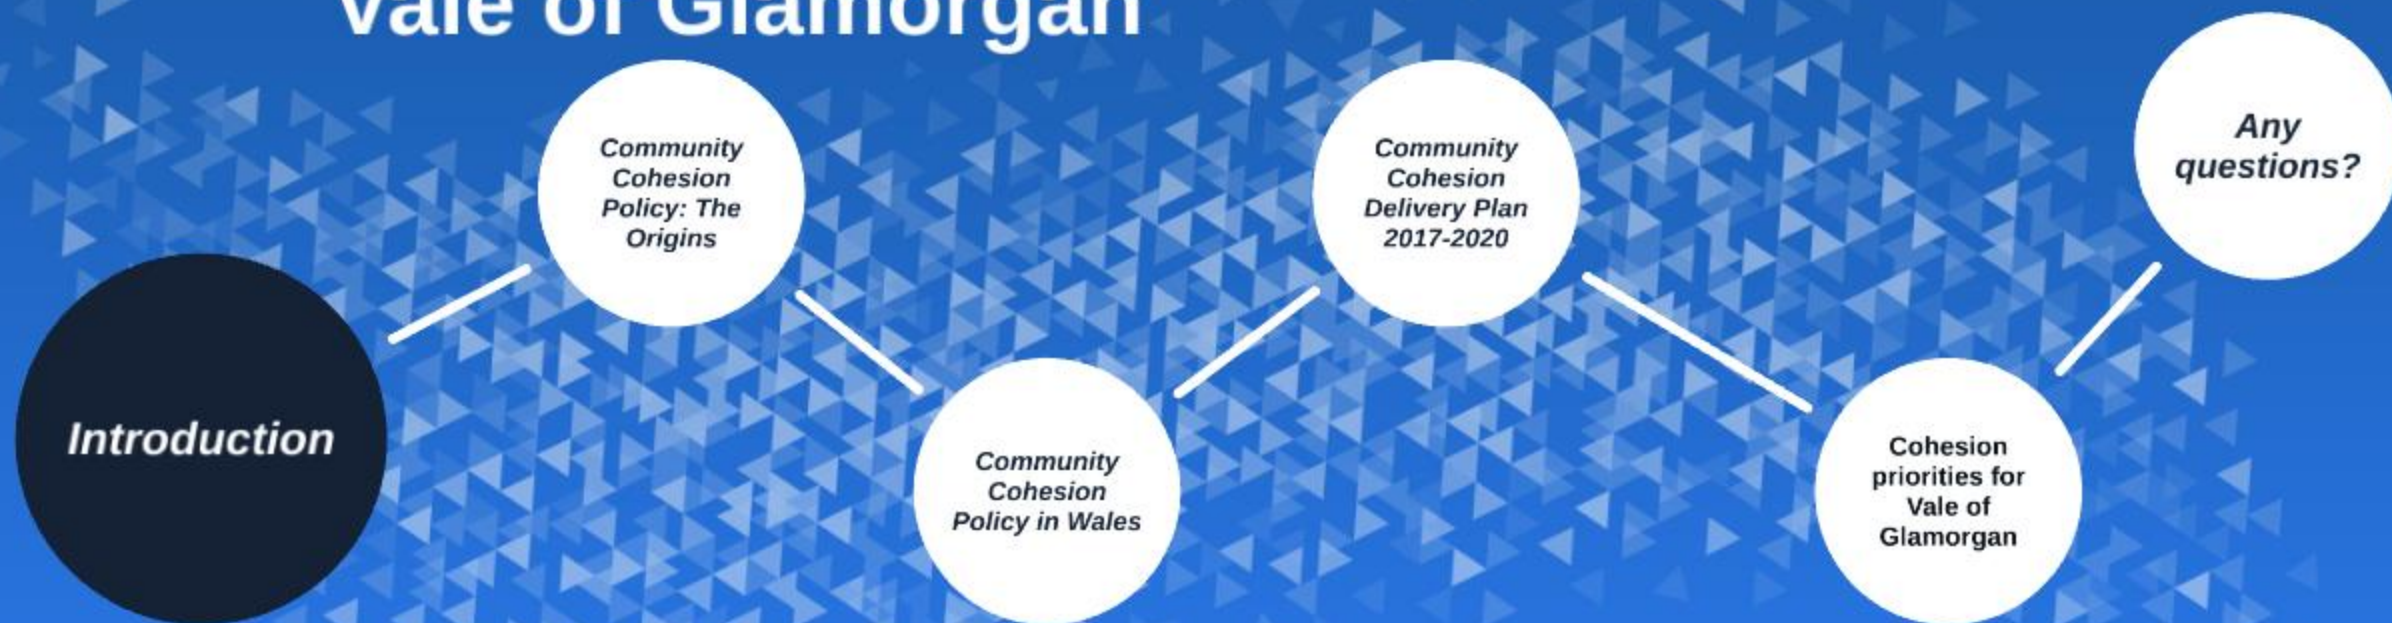 Vale of Glamorgan
Introduction
Community
Cohesion
Policy: The
Origins
Community
Cohesion
Policy in Wales
Community
Cohesion
Delivery Plan
2017-2020
Cohesion
priorities for
Vale of
Glamorgan
Any
questions?